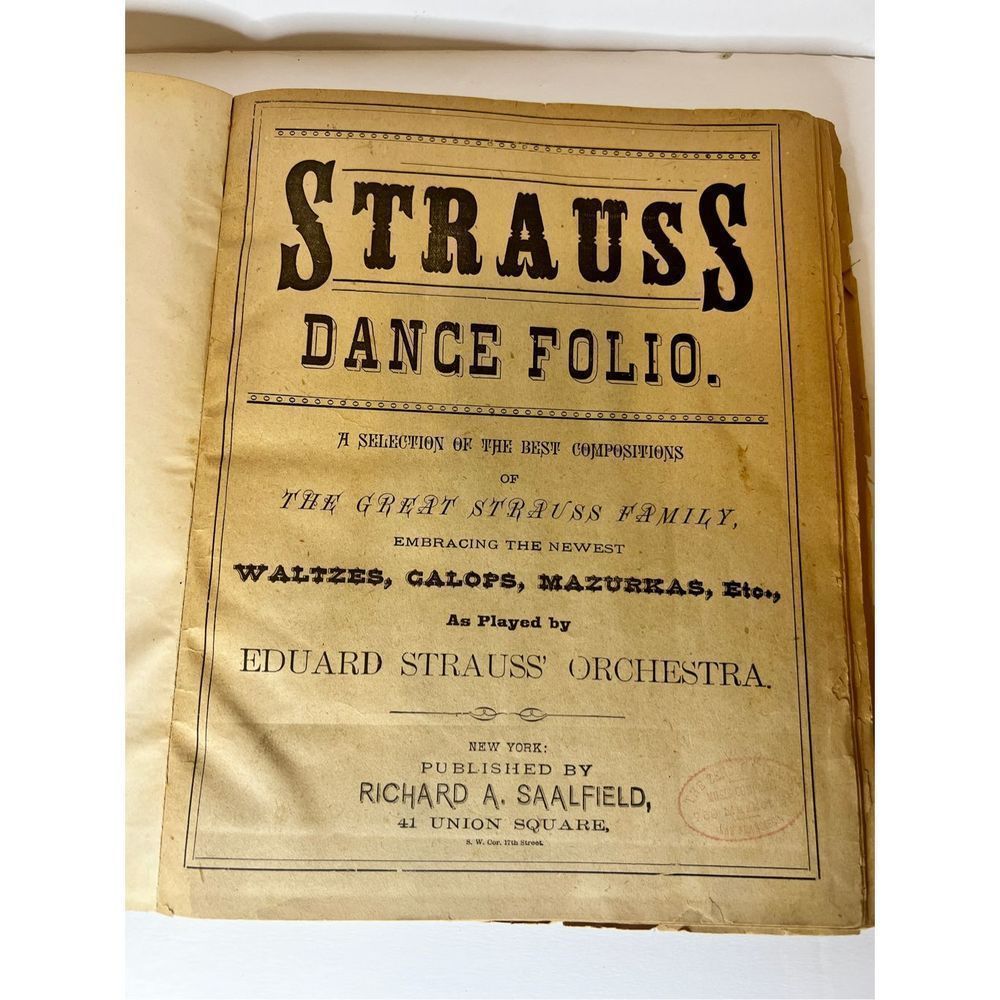 STRAUSS
DANCE FOLIO.
A SELECTION OF THE BEST COMPOSITIONS
OF
THE GREAT STRAUSS FAMILY,
EMBRACING THE NEWEST
WALTZES, GALOPS, MAZURKAS, Etc.,
As Played by
EDUARD STRAUSS' ORCHESTRA.
NEW YORK:
PUBLISHED BY
RICHARD A. SAALFIELD,
41 UNION SQUARE,
S. W. Cor. 17th Street.